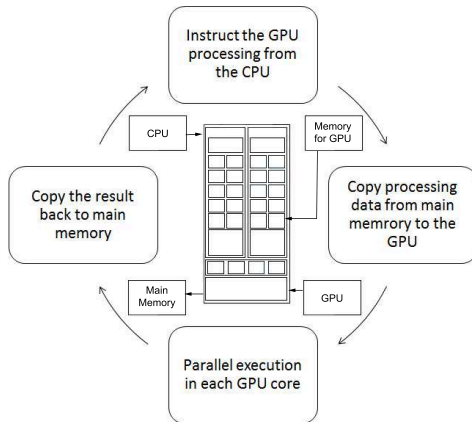 Instruct the GPU
processing from
the CPU
CPU
Memory
for GPU
Copy the result
back to main
memory
Copy processing
data from main
memrory to the
GPU
Main
Memory
GPU
Parallel execution
in each GPU core